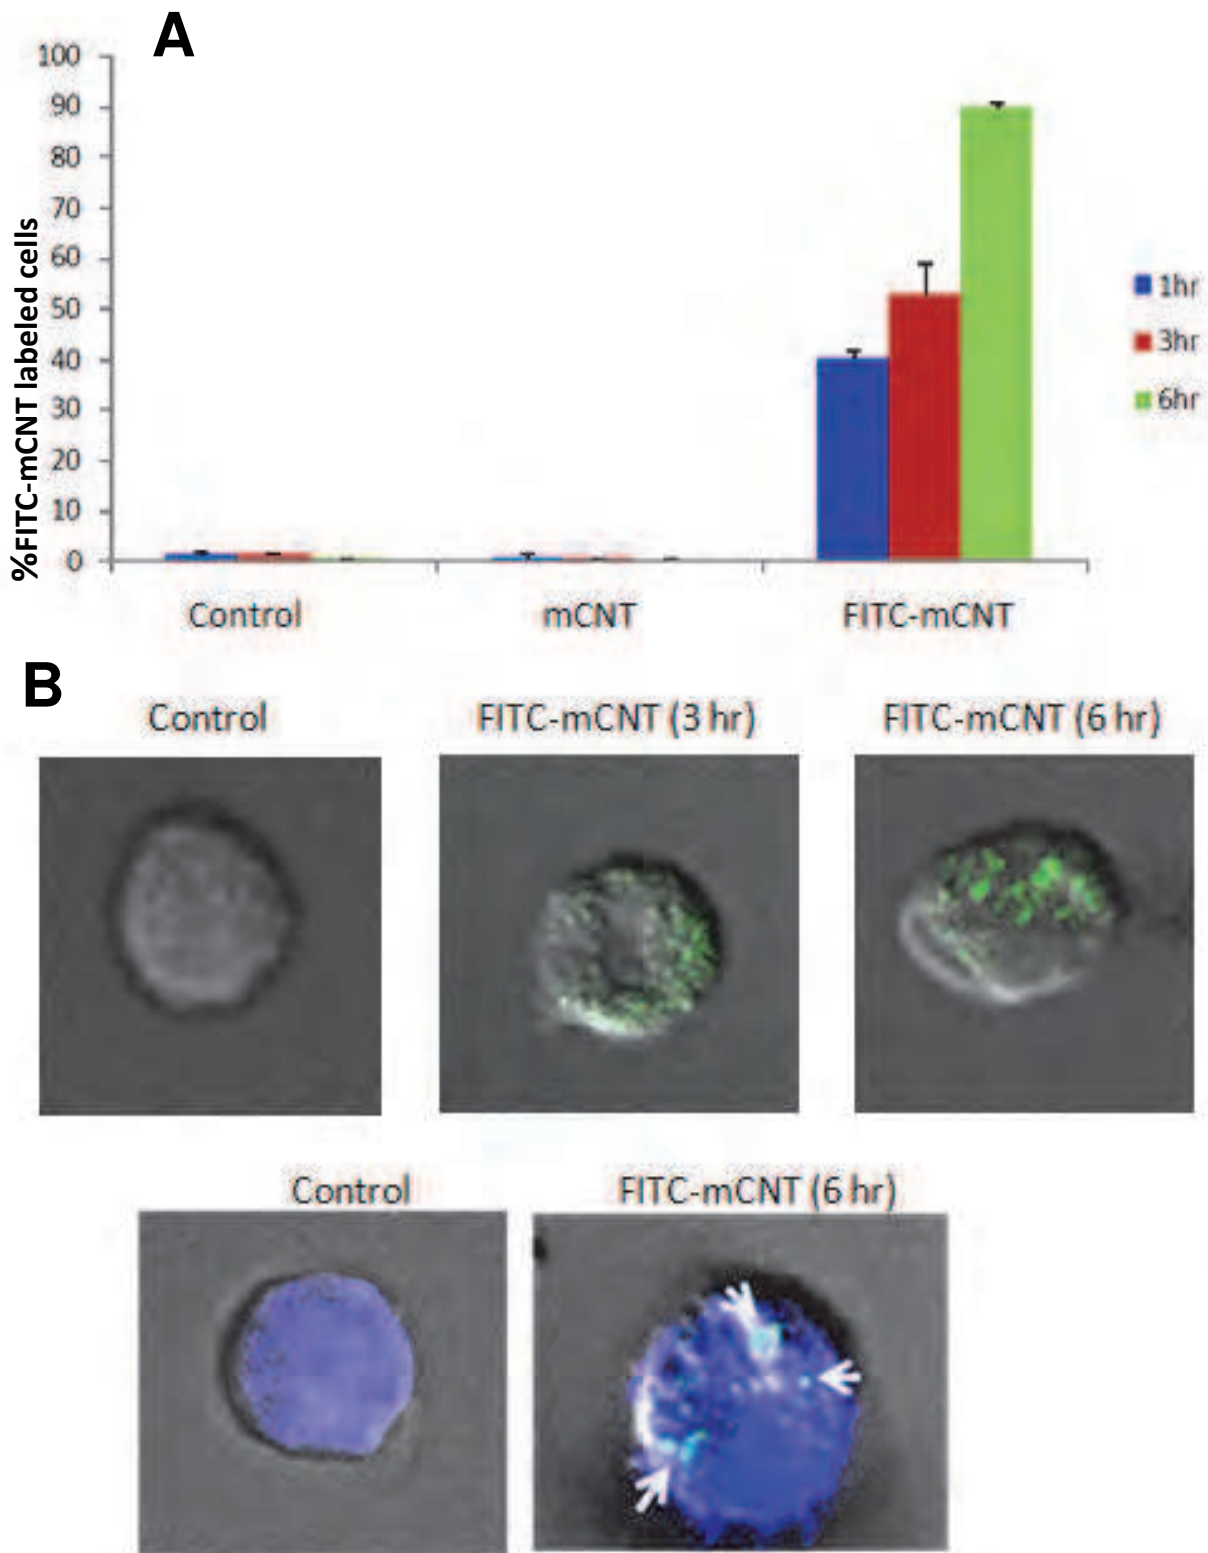 A
100
90
80
70
60
50
40
30
20
10
0
%FITC-mCNT labeled cells
1hr
3hr
6hr
Control mCNT FITC-mCNT
B
Control FITC-mCNT (3 hr) FITC-mCNT (6 hr)
Control FITC-mCNT (6 hr)